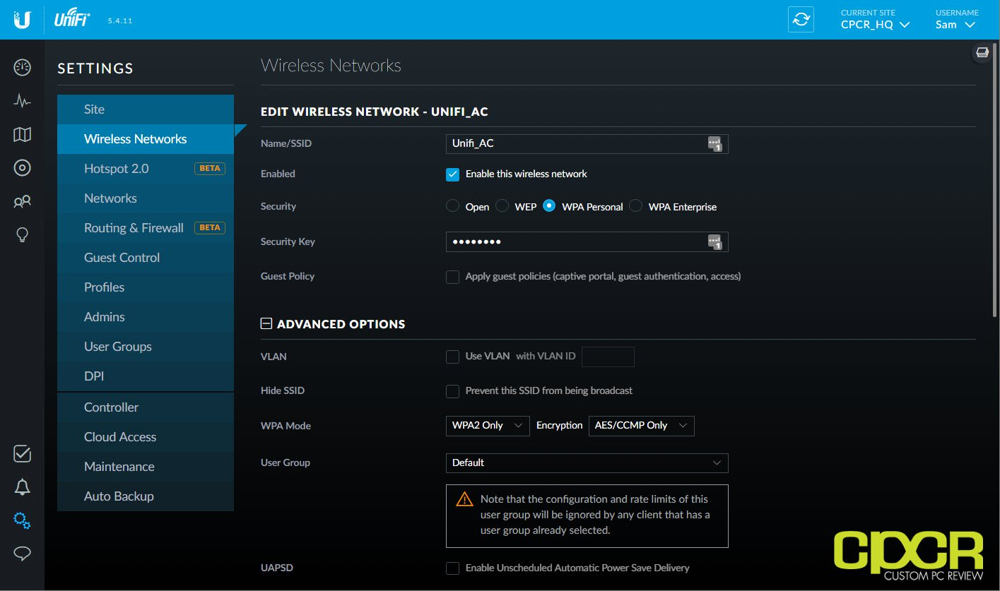 UniFi 5.4.11 CURRENT SITE USERNAME
CPCR_HQ Sam
SETTINGS
Site
Wireless Networks
Hotspot 2.0 BETA
Networks
Routing & Firewall BETA
Guest Control
Profiles
Admins
User Groups
DPI
Controller
Cloud Access
Maintenance
Auto Backup
Wireless Networks
EDIT WIRELESS NETWORK - UNIFI_AC
Name/SSID Unifi_AC 1
Enabled Enable this wireless network
Security Open WEP WPA Personal WPA Enterprise
Security Key •••••••• 1
Guest Policy Apply guest policies (captive portal, guest authentication, access)
ADVANCED OPTIONS
VLAN Use VLAN with VLAN ID
Hide SSID Prevent this SSID from being broadcast
WPA Mode WPA2 Only Encryption AES/CCMP Only
User Group Default
Note that the configuration and rate limits of this
user group will be ignored by any client that has a
user group already selected.
UAPSD Enable Unscheduled Automatic Power Save Delivery
CPCR
CUSTOM PC REVIEW